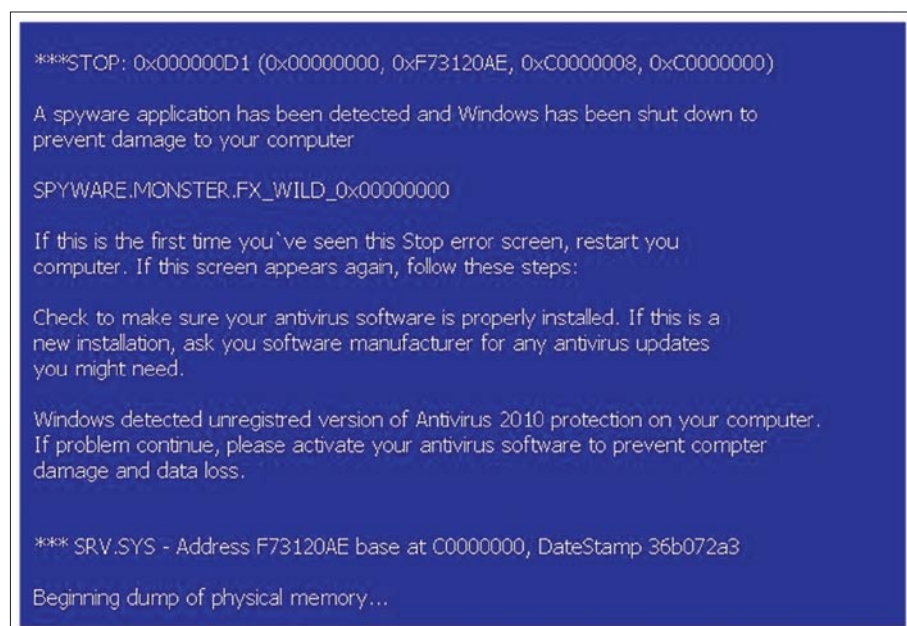 ***STOP: 0x000000D1 (0x00000000, 0xF73120AE, 0xC0000008, 0xC0000000)
A spyware application has been detected and Windows has been shut down to
prevent damage to your computer
SPYWARE.MONSTER.FX_WILD_0x00000000
If this is the first time you`ve seen this Stop error screen, restart you
computer. If this screen appears again, follow these steps:
Check to make sure your antivirus software is properly installed. If this is a
new installation, ask you software manufacturer for any antivirus updates
you might need.
Windows detected unregistred version of Antivirus 2010 protection on your computer.
If problem continue, please activate your antivirus software to prevent compter
damage and data loss.
*** SRV.SYS - Address F73120AE base at C0000000, DateStamp 36b072a3
Beginning dump of physical memory...